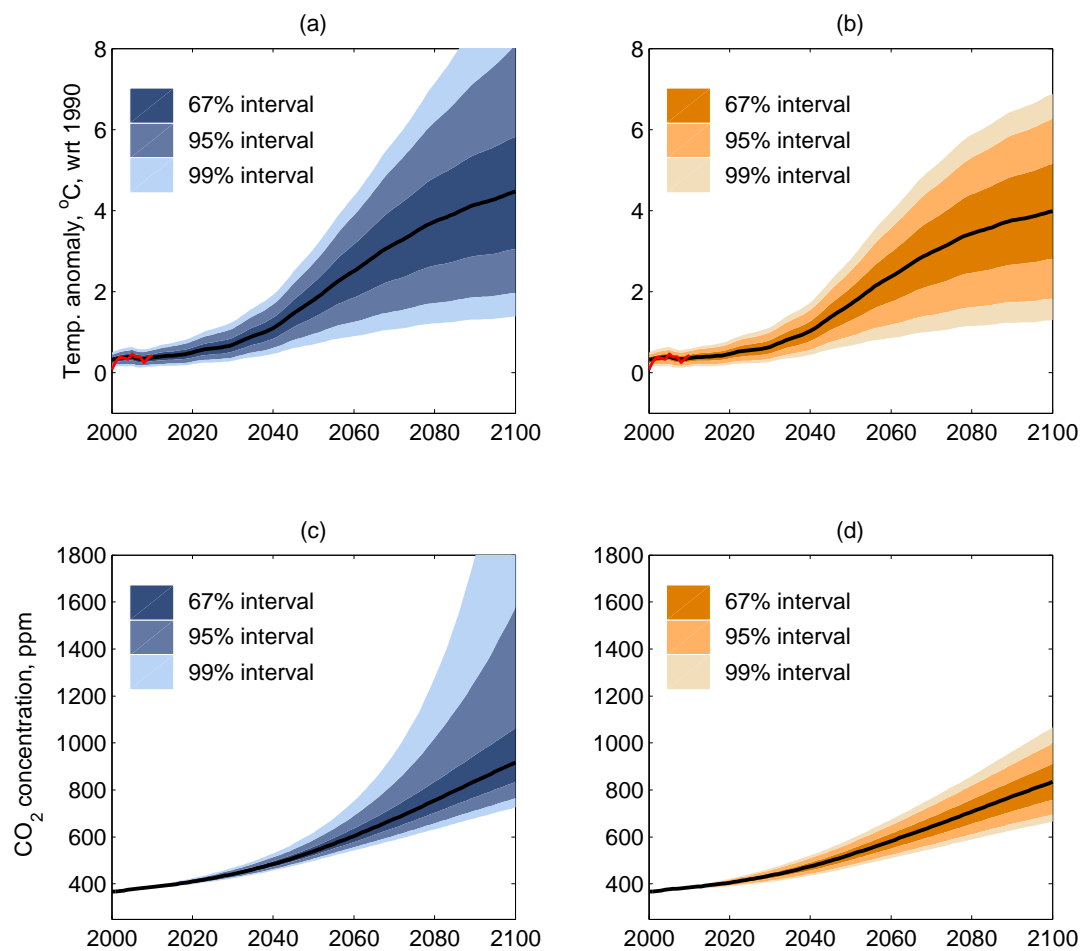 (a)
8
6
4
2
0
Temp. anomaly, °C, wrt 1990
67% interval
95% interval
99% interval
2000 2020 2040 2060 2080 2100
(b)
8
6
4
2
0
67% interval
95% interval
99% interval
2000 2020 2040 2060 2080 2100
(c)
1800
1600
1400
1200
1000
800
600
400
CO₂ concentration, ppm
67% interval
95% interval
99% interval
2000 2020 2040 2060 2080 2100
(d)
1800
1600
1400
1200
1000
800
600
400
67% interval
95% interval
99% interval
2000 2020 2040 2060 2080 2100